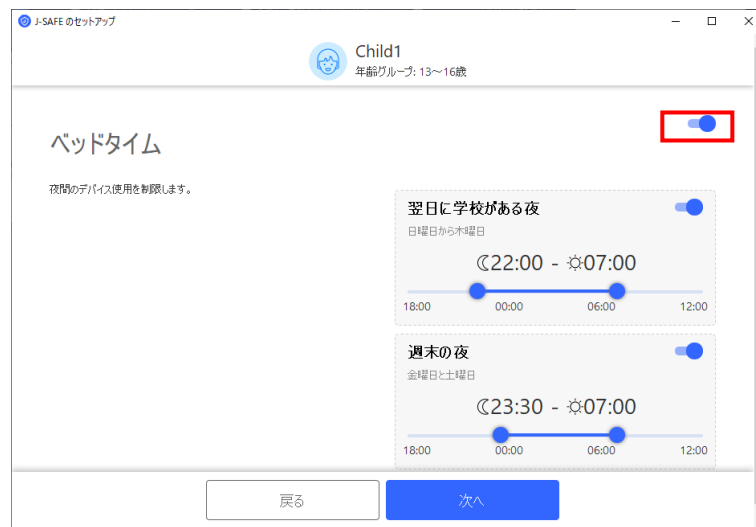 J-SAFE のセットアップ
Child1
年齢グループ: 13～16歳
ベッドタイム
夜間のデバイス使用を制限します。
翌日に学校がある夜
日曜日から木曜日
22:00 - 07:00
18:00 00:00 06:00 12:00
週末の夜
金曜日と土曜日
23:30 - 07:00
18:00 00:00 06:00 12:00
戻る 次へ